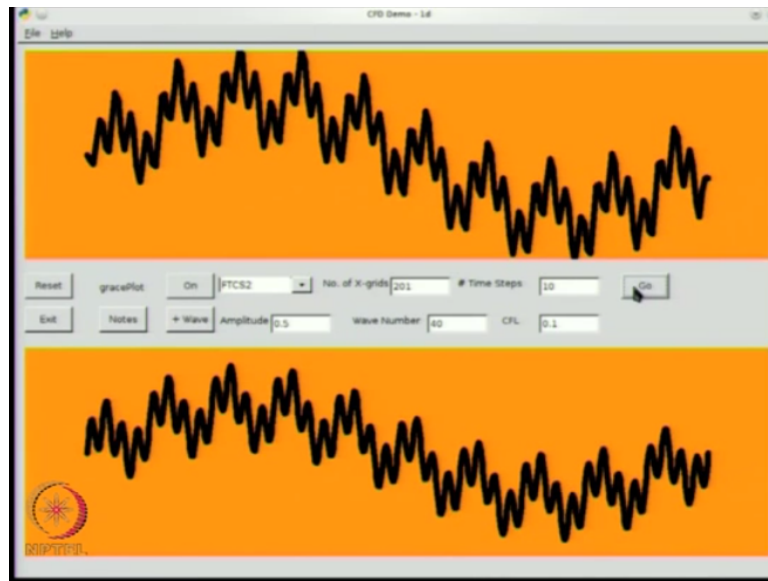 CFD Demo - 1d
File Help
Reset gracePlot On FTCS2 No. of X-grids 201 # Time Steps 10 Go
Exit Notes + Wave Amplitude 0.5 Wave Number 40 CFL 0.1
NPTEL